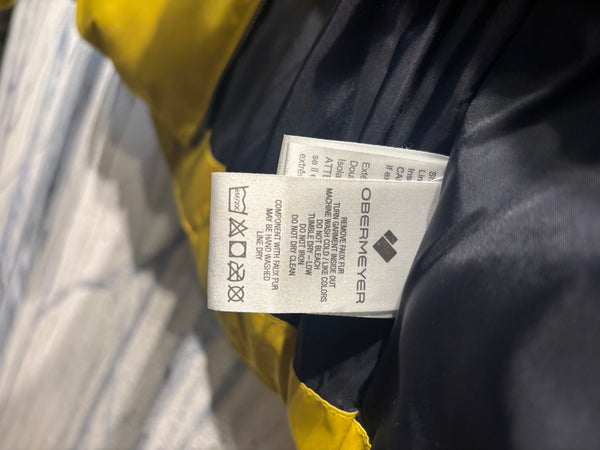 OBERMEYER
REMOVE FAUX FUR
TURN GARMENT INSIDE OUT
MACHINE WASH COLD / LIKE COLORS
DO NOT BLEACH
TUMBLE DRY – LOW
DO NOT IRON
DO NOT DRY CLEAN
COMPONENT WITH FAUX FUR
MAY BE HAND WASHED
LINE DRY